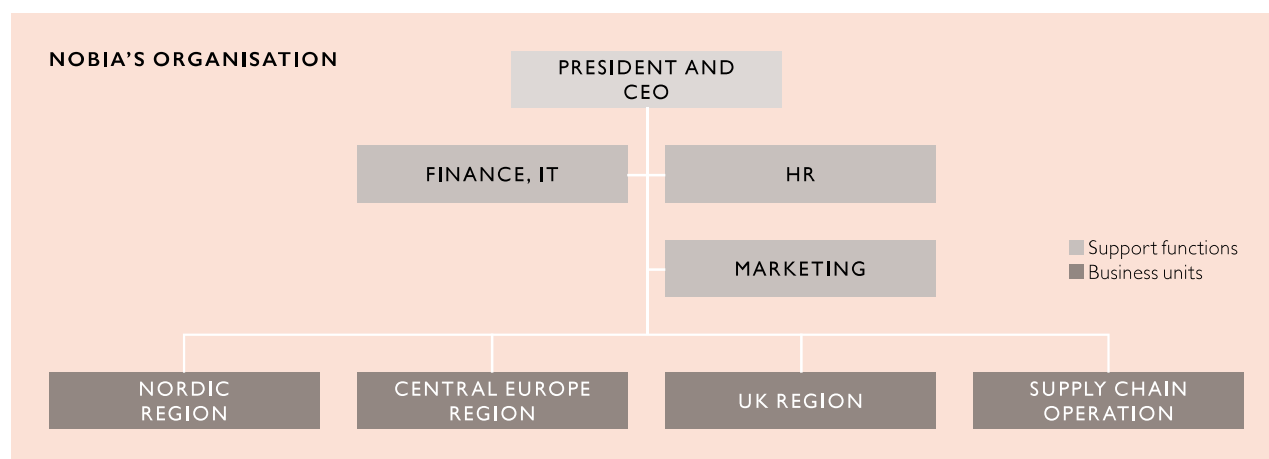 NOBIA'S ORGANISATION
PRESIDENT AND
CEO
FINANCE, IT
HR
MARKETING
Support functions
Business units
NORDIC
REGION
CENTRAL EUROPE
REGION
UK REGION
SUPPLY CHAIN
OPERATION